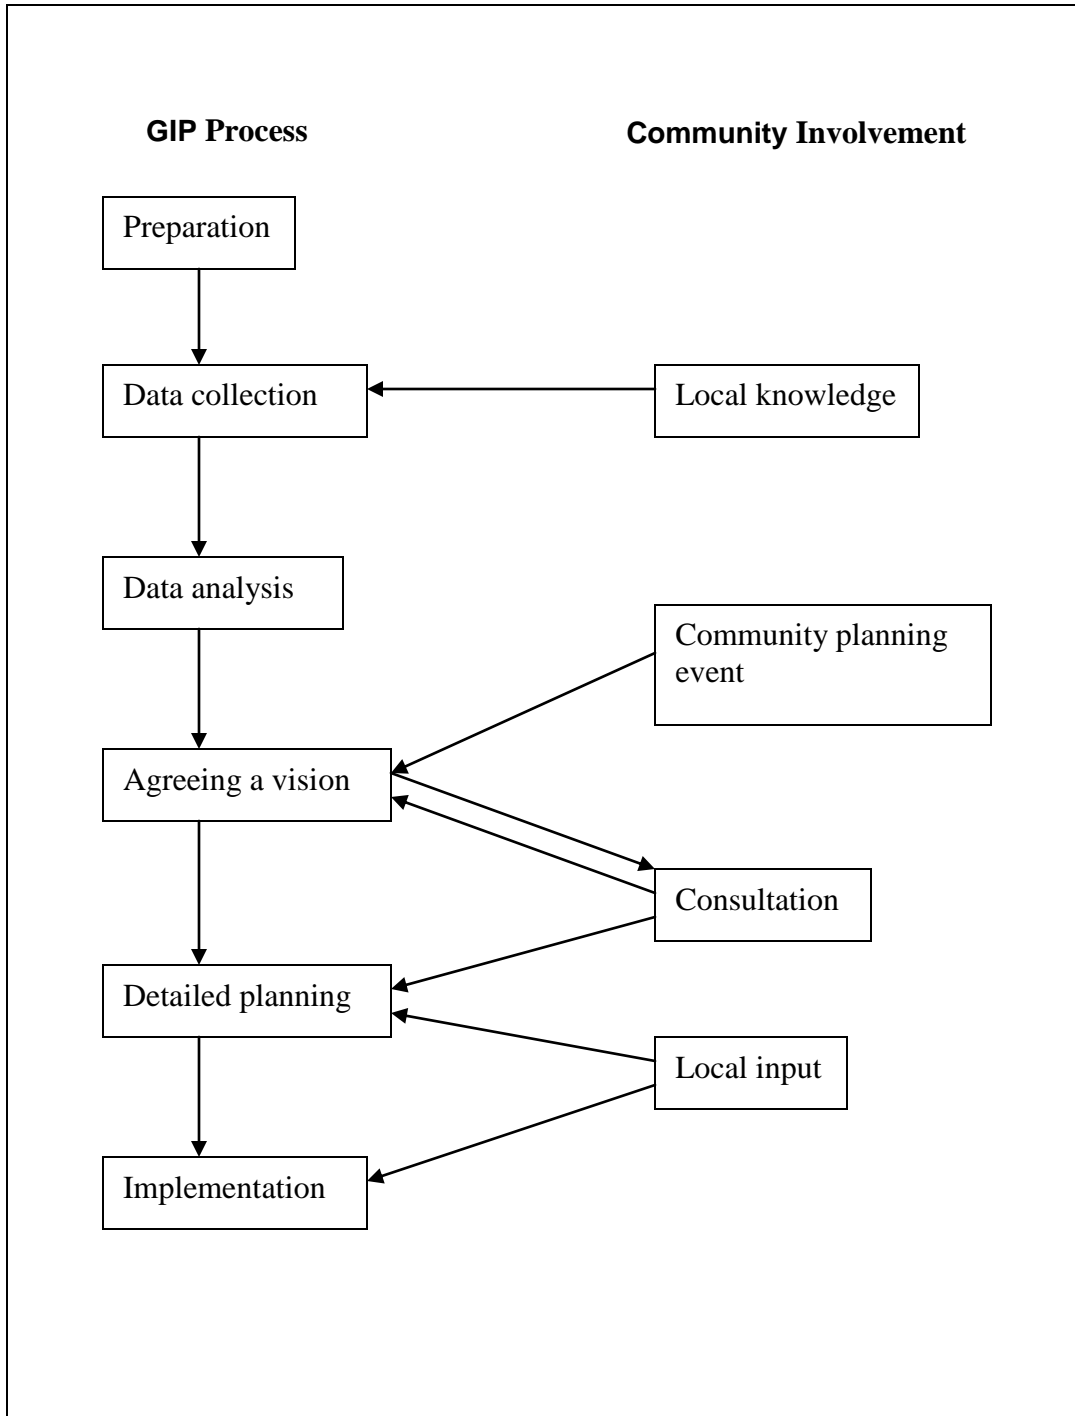 GIP Process
Community Involvement
Preparation
Data collection
Local knowledge
Data analysis
Community planning
event
Agreeing a vision
Consultation
Detailed planning
Local input
Implementation